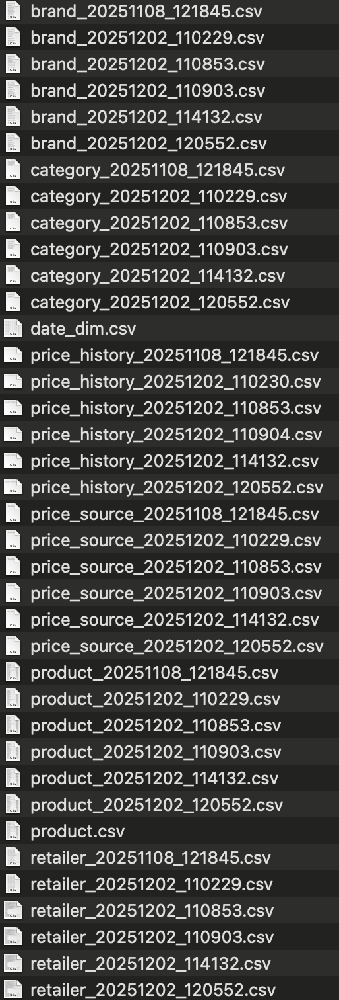 brand_20251108_121845.csv
brand_20251202_110229.csv
brand_20251202_110853.csv
brand_20251202_110903.csv
brand_20251202_114132.csv
brand_20251202_120552.csv
category_20251108_121845.csv
category_20251202_110229.csv
category_20251202_110853.csv
category_20251202_110903.csv
category_20251202_114132.csv
category_20251202_120552.csv
date_dim.csv
price_history_20251108_121845.csv
price_history_20251202_110230.csv
price_history_20251202_110853.csv
price_history_20251202_110904.csv
price_history_20251202_114132.csv
price_history_20251202_120552.csv
price_source_20251108_121845.csv
price_source_20251202_110229.csv
price_source_20251202_110853.csv
price_source_20251202_110903.csv
price_source_20251202_114132.csv
price_source_20251202_120552.csv
product_20251108_121845.csv
product_20251202_110229.csv
product_20251202_110853.csv
product_20251202_110903.csv
product_20251202_114132.csv
product_20251202_120552.csv
product.csv
retailer_20251108_121845.csv
retailer_20251202_110229.csv
retailer_20251202_110853.csv
retailer_20251202_110903.csv
retailer_20251202_114132.csv
retailer_20251202_120552.csv